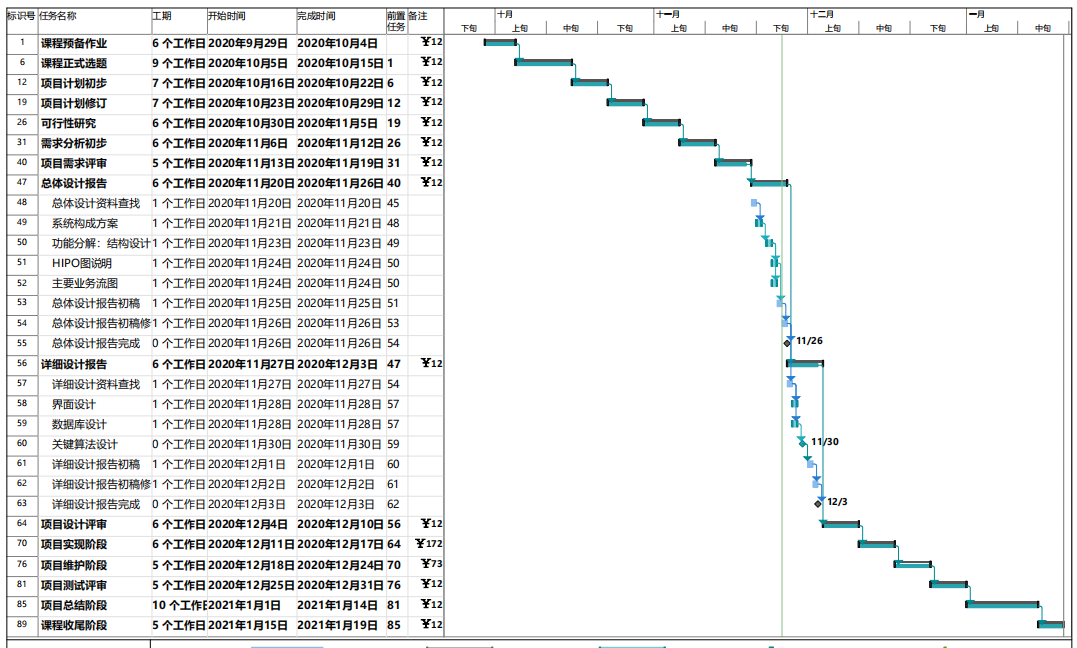 标识号 任务名称 工期 开始时间 完成时间 前置任务 备注 十月 十一月 十二月 一月
下旬 上旬 中旬 下旬 上旬 中旬 下旬 上旬 中旬 下旬 上旬 中旬
1 课程预备作业 6 个工作日 2020年9月29日 2020年10月4日 ¥12
6 课程正式选题 9 个工作日 2020年10月5日 2020年10月15日 1 ¥12
12 项目计划初步 7 个工作日 2020年10月16日 2020年10月22日 6 ¥12
19 项目计划修订 7 个工作日 2020年10月23日 2020年10月29日 12 ¥12
26 可行性研究 6 个工作日 2020年10月30日 2020年11月5日 19 ¥12
31 需求分析初步 6 个工作日 2020年11月6日 2020年11月12日 26 ¥12
40 项目需求评审 5 个工作日 2020年11月13日 2020年11月19日 31 ¥12
47 总体设计报告 6 个工作日 2020年11月20日 2020年11月26日 40 ¥12
48 总体设计资料查找 1 个工作日 2020年11月20日 2020年11月20日 45
49 系统构成方案 1 个工作日 2020年11月21日 2020年11月21日 48
50 功能分解：结构设计 1 个工作日 2020年11月23日 2020年11月23日 49
51 HIPO图说明 1 个工作日 2020年11月24日 2020年11月24日 50
52 主要业务流图 1 个工作日 2020年11月24日 2020年11月24日 50
53 总体设计报告初稿 1 个工作日 2020年11月25日 2020年11月25日 51
54 总体设计报告初稿修 1 个工作日 2020年11月26日 2020年11月26日 53
55 总体设计报告完成 0 个工作日 2020年11月26日 2020年11月26日 54 11/26
56 详细设计报告 6 个工作日 2020年11月27日 2020年12月3日 47 ¥12
57 详细设计资料查找 1 个工作日 2020年11月27日 2020年11月27日 54
58 界面设计 1 个工作日 2020年11月28日 2020年11月28日 57
59 数据库设计 1 个工作日 2020年11月28日 2020年11月28日 57
60 关键算法设计 0 个工作日 2020年11月30日 2020年11月30日 59 11/30
61 详细设计报告初稿 1 个工作日 2020年12月1日 2020年12月1日 60
62 详细设计报告初稿修 1 个工作日 2020年12月2日 2020年12月2日 61
63 详细设计报告完成 0 个工作日 2020年12月3日 2020年12月3日 62 12/3
64 项目设计评审 6 个工作日 2020年12月4日 2020年12月10日 56 ¥12
70 项目实现阶段 6 个工作日 2020年12月11日 2020年12月17日 64 ¥172
76 项目维护阶段 5 个工作日 2020年12月18日 2020年12月24日 70 ¥73
81 项目测试评审 5 个工作日 2020年12月25日 2020年12月31日 76 ¥12
85 项目总结阶段 10 个工作日 2021年1月1日 2021年1月14日 81 ¥12
89 课程收尾阶段 5 个工作日 2021年1月15日 2021年1月19日 85 ¥12